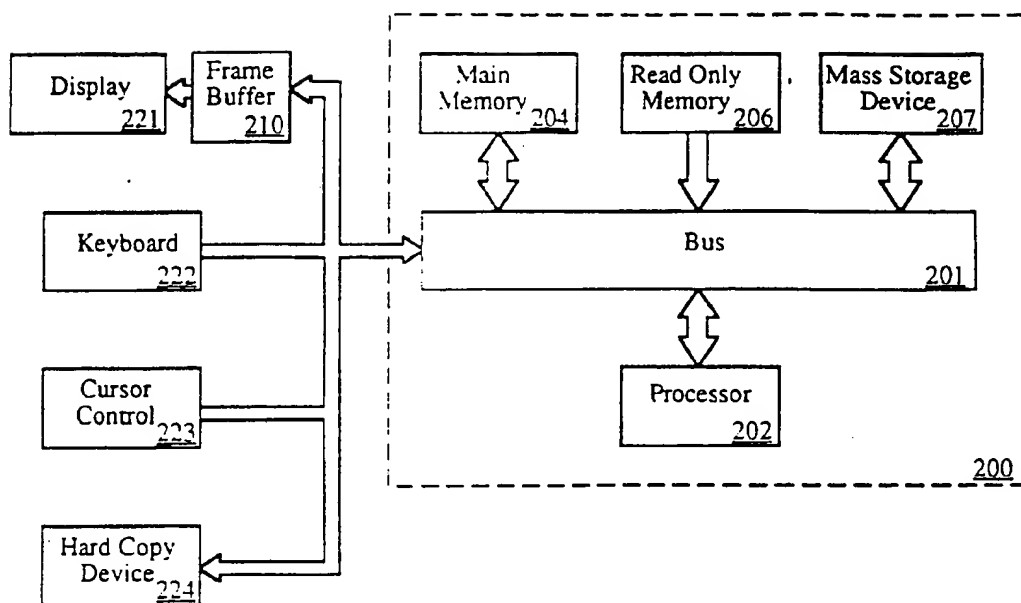 Display
221
Frame
Buffer
210
Main
Memory
204
Read Only
Memory
206
Mass Storage
Device
207
Keyboard
222
Bus
201
Cursor
Control
223
Processor
202
200
Hard Copy
Device
224